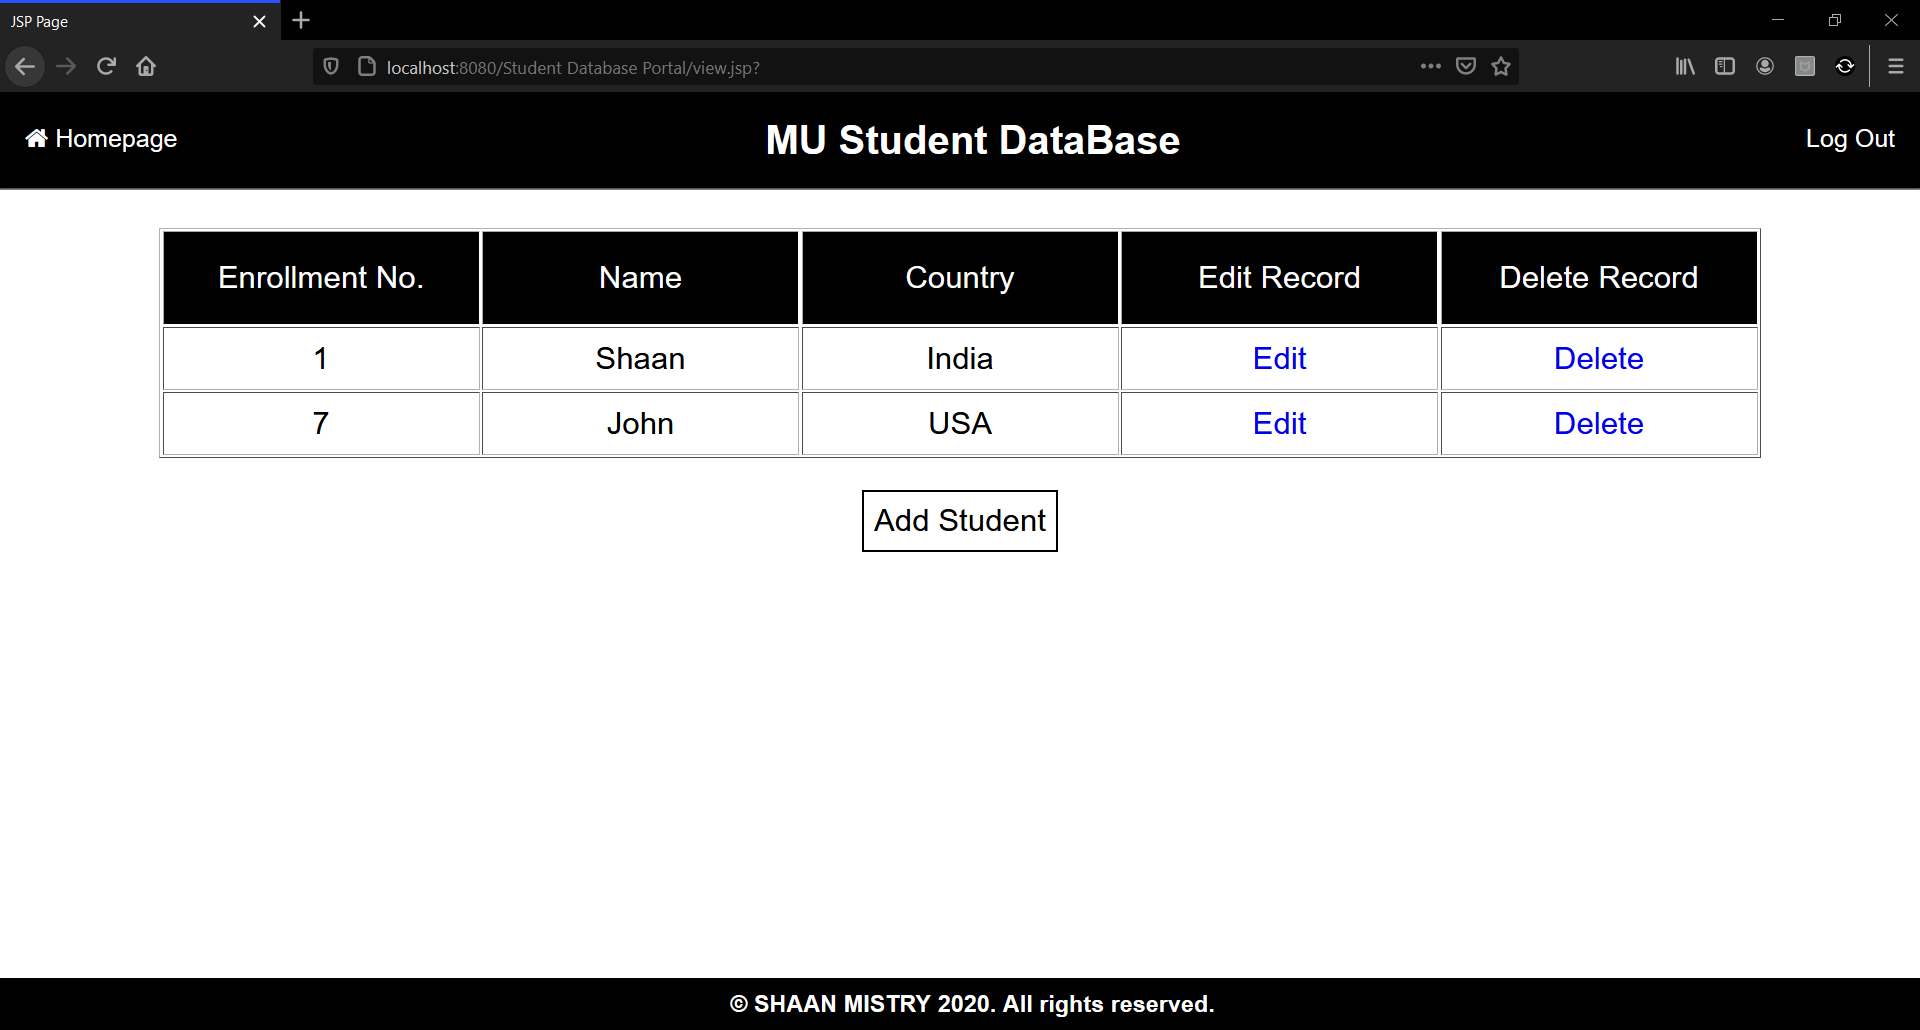 JSP Page
localhost:8080/Student Database Portal/view.jsp?
Homepage MU Student DataBase Log Out
Enrollment No. Name Country Edit Record Delete Record
1 Shaan India Edit Delete
7 John USA Edit Delete
Add Student
© SHAAN MISTRY 2020. All rights reserved.